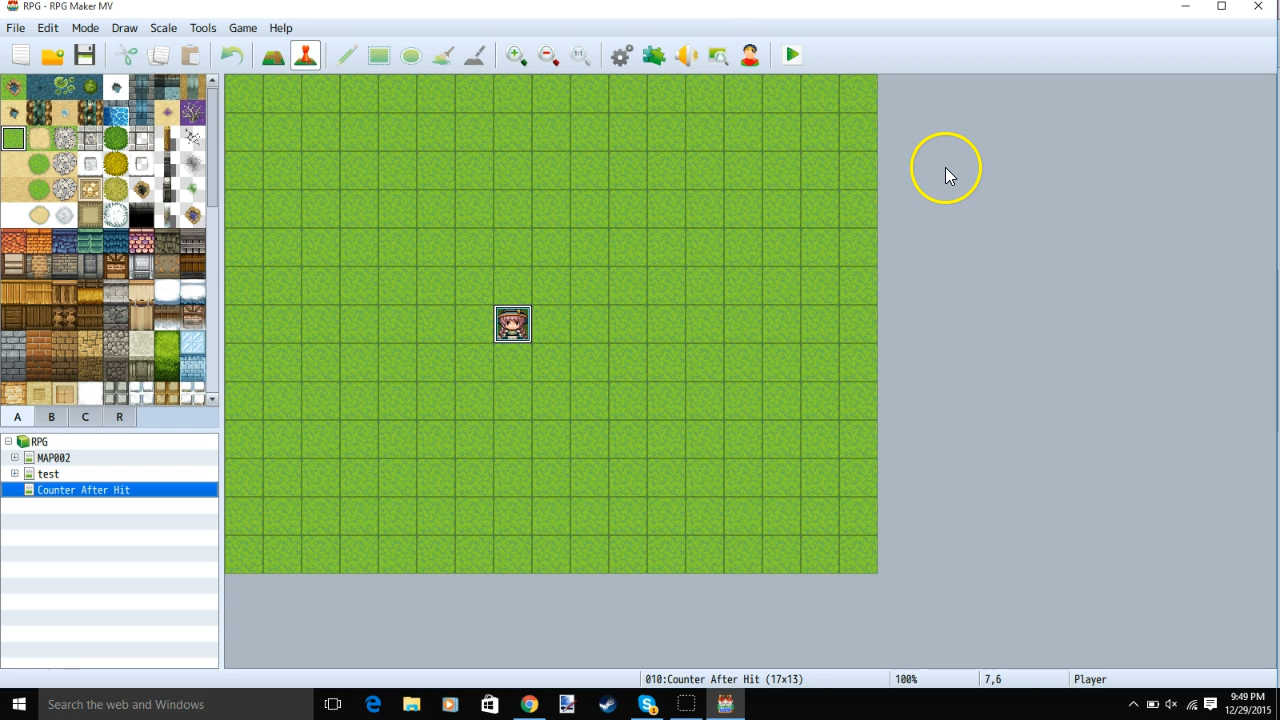 RPG - RPG Maker MV
File Edit Mode Draw Scale Tools Game Help
1:1
A B C R
RPG
MAP002
test
Counter After Hit
010:Counter After Hit (17x13) 100% 7,6 Player
Search the web and Windows
9:49 PM
12/29/2015